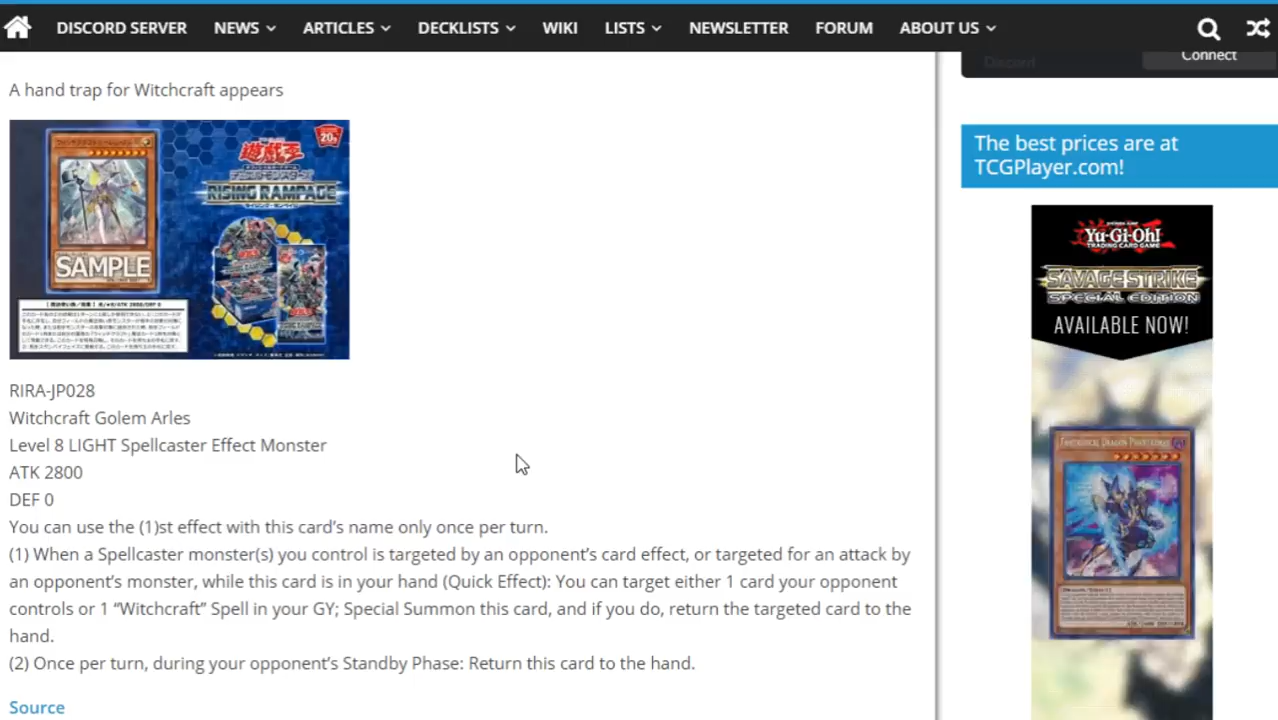 DISCORD SERVER NEWS ARTICLES DECKLISTS WIKI LISTS NEWSLETTER FORUM ABOUT US
Discord
Connect
A hand trap for Witchcraft appears
遊戯王
RISING RAMPAGE
SAMPLE
RIRA-JP028
Witchcraft Golem Arles
Level 8 LIGHT Spellcaster Effect Monster
ATK 2800
DEF 0
You can use the (1)st effect with this card’s name only once per turn.
(1) When a Spellcaster monster(s) you control is targeted by an opponent’s card effect, or targeted for an attack by
an opponent’s monster, while this card is in your hand (Quick Effect): You can target either 1 card your opponent
controls or 1 “Witchcraft” Spell in your GY; Special Summon this card, and if you do, return the targeted card to the
hand.
(2) Once per turn, during your opponent’s Standby Phase: Return this card to the hand.
Source
The best prices are at
TCGPlayer.com!
Yu-Gi-Oh!
TRADING CARD GAME
SAVAGE STRIKE
SPECIAL EDITION
AVAILABLE NOW!